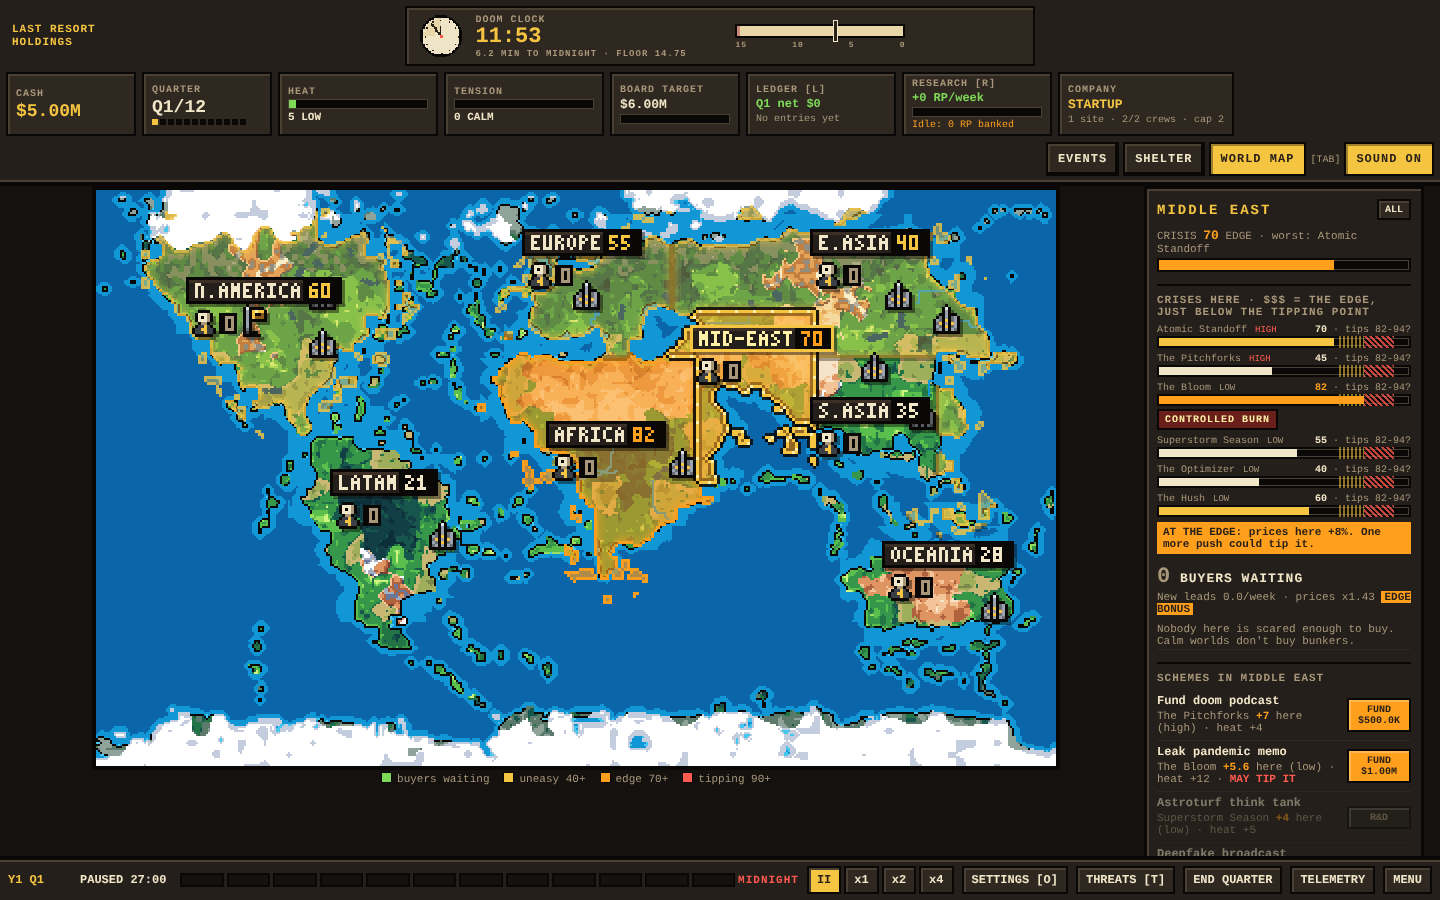 LAST RESORT
HOLDINGS
DOOM CLOCK
11:53
6.2 MIN TO MIDNIGHT · FLOOR 14.75
15 10 5 0
CASH
$5.00M
QUARTER
Q1/12
HEAT
5 LOW
TENSION
0 CALM
BOARD TARGET
$6.00M
LEDGER [L]
Q1 net $0
No entries yet
RESEARCH [R]
+0 RP/week
Idle: 0 RP banked
COMPANY
STARTUP
1 site · 2/2 crews · cap 2
EVENTS
SHELTER
WORLD MAP
[TAB]
SOUND ON
EUROPE 55
0
E.ASIA 40
0
N.AMERICA 60
0
MID-EAST 70
0
S.ASIA 35
0
AFRICA 82
0
LATAM 21
0
OCEANIA 28
0
buyers waiting
uneasy 40+
edge 70+
tipping 90+
MIDDLE EAST
ALL
CRISIS 70 EDGE · worst: Atomic
Standoff
CRISES HERE · $$$ = THE EDGE,
JUST BELOW THE TIPPING POINT
Atomic Standoff HIGH 70 · tips 82-94?
The Pitchforks HIGH 45 · tips 82-94?
The Bloom LOW 82 · tips 82-94?
CONTROLLED BURN
Superstorm Season LOW 55 · tips 82-94?
The Optimizer LOW 40 · tips 82-94?
The Hush LOW 60 · tips 82-94?
AT THE EDGE: prices here +8%. One
more push could tip it.
0 BUYERS WAITING
New leads 0.0/week · prices x1.43 EDGE
BONUS
Nobody here is scared enough to buy.
Calm worlds don't buy bunkers.
SCHEMES IN MIDDLE EAST
Fund doom podcast
The Pitchforks +7 here
(high) · heat +4
FUND
$500.0K
Leak pandemic memo
The Bloom +5.6 here (low) ·
heat +12 · MAY TIP IT
FUND
$1.00M
Astroturf think tank
Superstorm Season +4 here
(low) · heat +5
R&D
Deepfake broadcast
Y1 Q1
PAUSED 27:00
MIDNIGHT
II
x1
x2
x4
SETTINGS [O]
THREATS [T]
END QUARTER
TELEMETRY
MENU